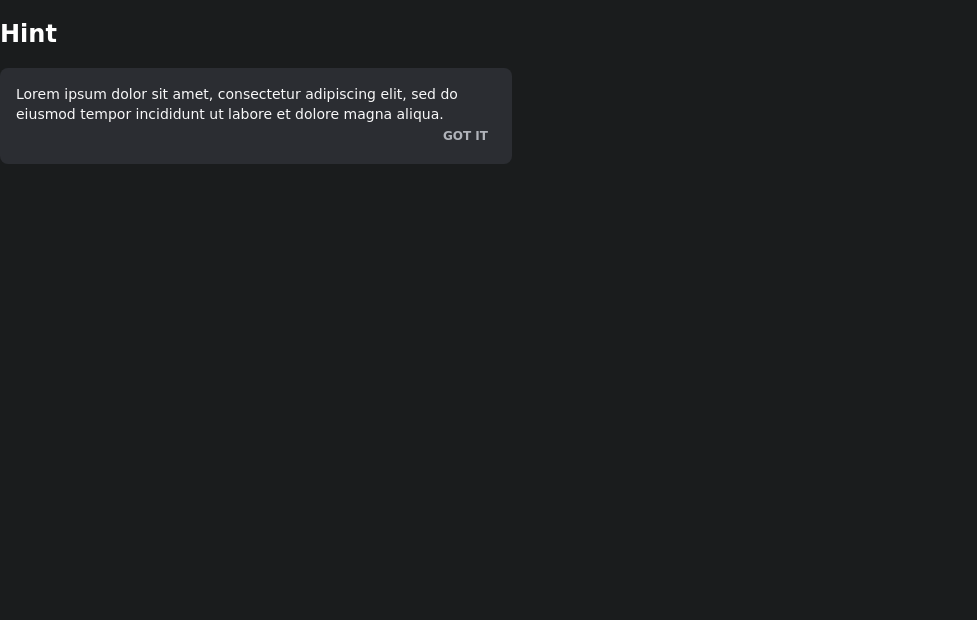 Hint
Lorem ipsum dolor sit amet, consectetur adipiscing elit, sed do
eiusmod tempor incididunt ut labore et dolore magna aliqua.
GOT IT